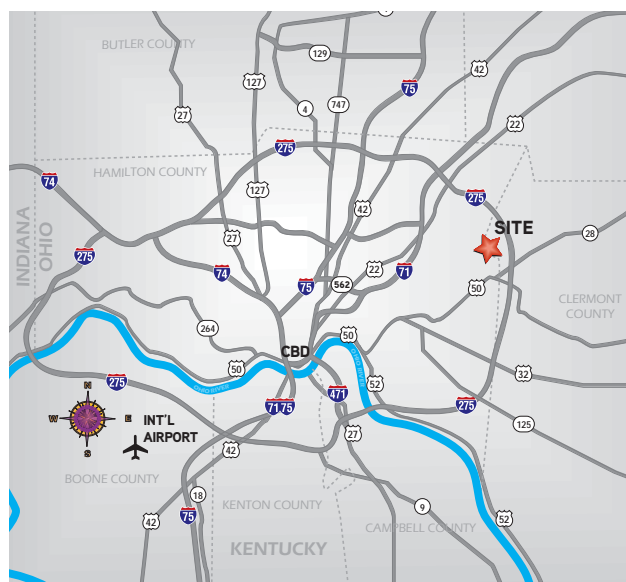 BUTLER COUNTY
129
42
127
75
27
4
747
22
275
HAMILTON COUNTY
74
127
275
INDIANA
OHIO
42
SITE
28
27
275
74
22
71
75
562
50
CLERMONT
COUNTY
264
50
50
CBD
32
OHIO RIVER
OHIO RIVER
275
52
471
275
N
W
E
S
71
75
125
INT'L
AIRPORT
27
42
BOONE COUNTY
18
KENTON COUNTY
9
75
42
CAMPBELL COUNTY
52
KENTUCKY